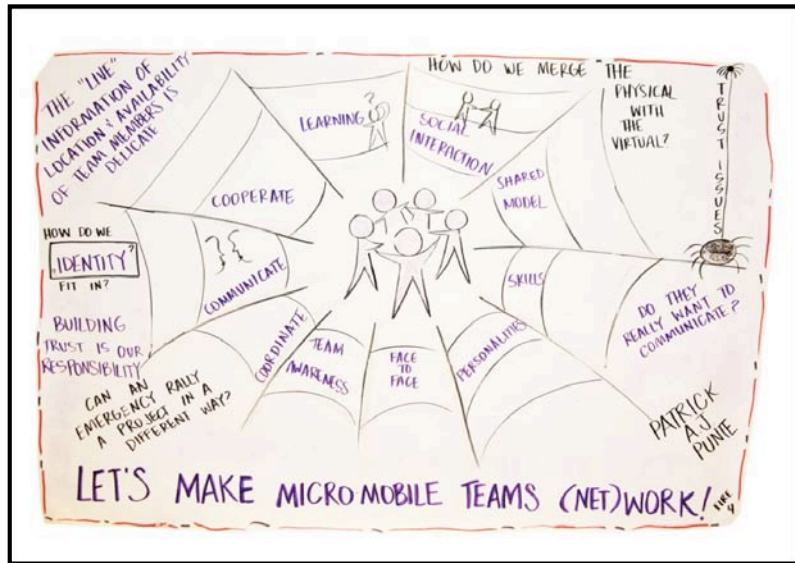 THE "LIVE"
INFORMATION OF
LOCATION & AVAILABILITY
OF TEAM MEMBERS IS
DELICATE
LEARNING
?
HOW DO WE MERGE THE
PHYSICAL
WITH
THE
VIRTUAL?
SOCIAL
INTERACTION
TRUST ISSUES
COOPERATE
SHARED
MODEL
HOW DO WE
"IDENTITY"?
FIT IN?
COMMUNICATE
SKILLS
DO THEY
REALLY WANT TO
COMMUNICATE?
BUILDING
TRUST IS OUR
RESPONSIBILITY
COORDINATE
TEAM
AWARENESS
FACE
TO
FACE
PERSONALITIES
CAN AN
EMERGENCY RALLY
A PROJECT IN A
DIFFERENT WAY?
PATRICK
A.J
PUNTE
LET'S MAKE MICRO MOBILE TEAMS (NET)WORK!